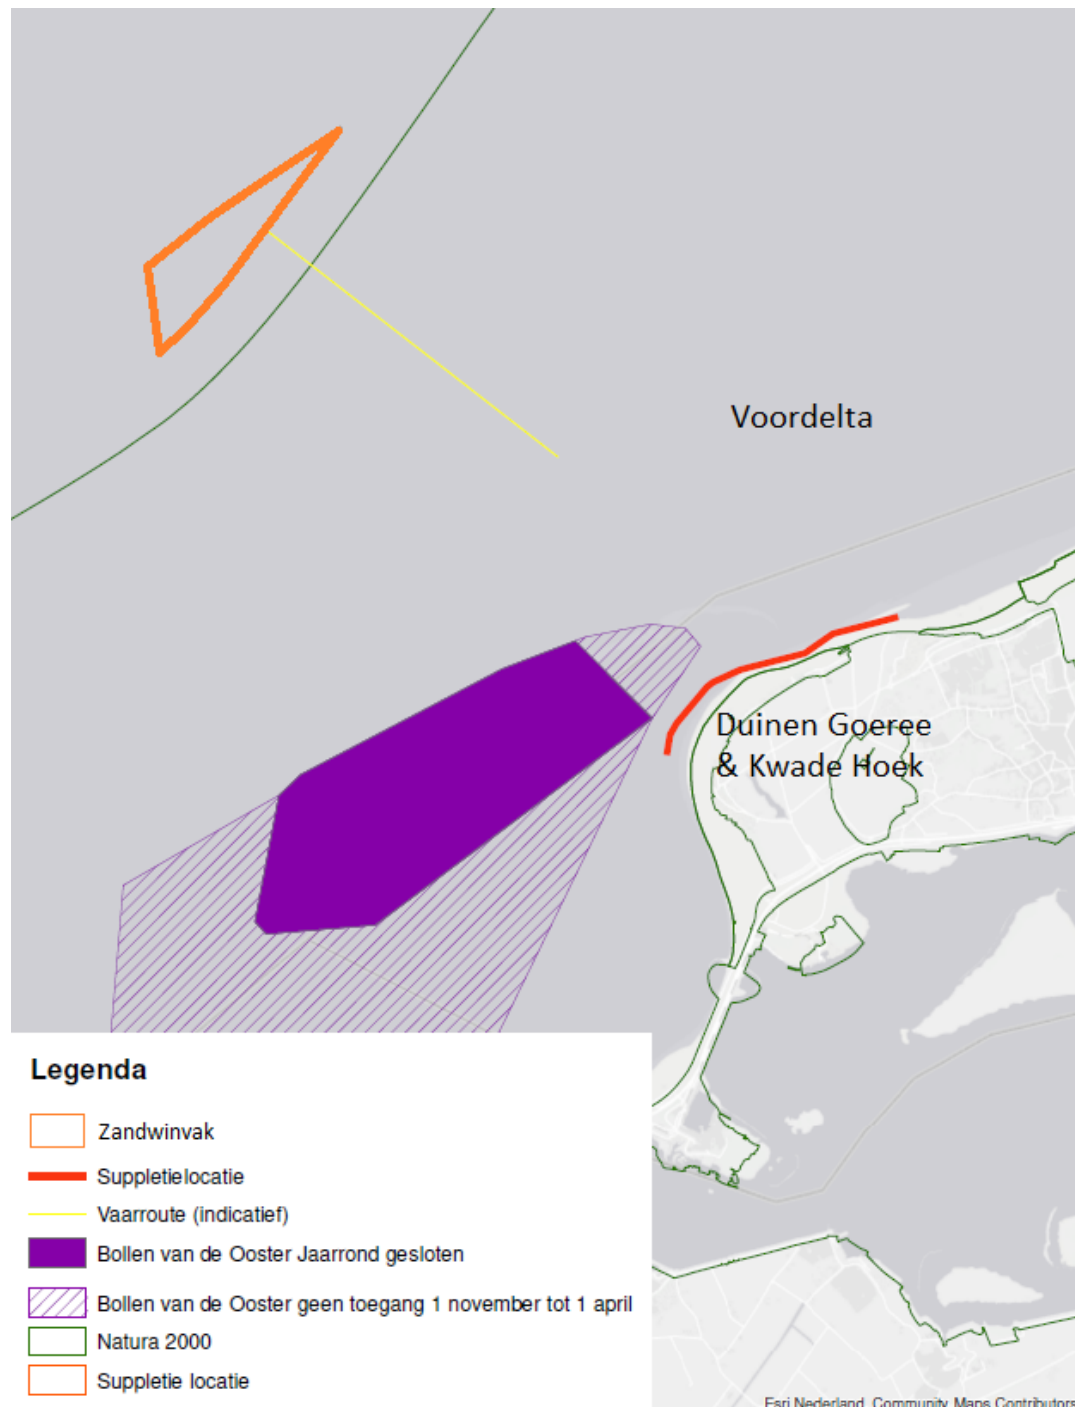 Voordelta
Duinen Goeree
& Kwade Hoek
Legenda
Zandwinvak
Suppletielocatie
Vaarroute (indicatief)
Bollen van de Ooster Jaarrond gesloten
Bollen van de Ooster geen toegang 1 november tot 1 april
Natura 2000
Suppletie locatie
Esri Nederland, Community Maps Contributors